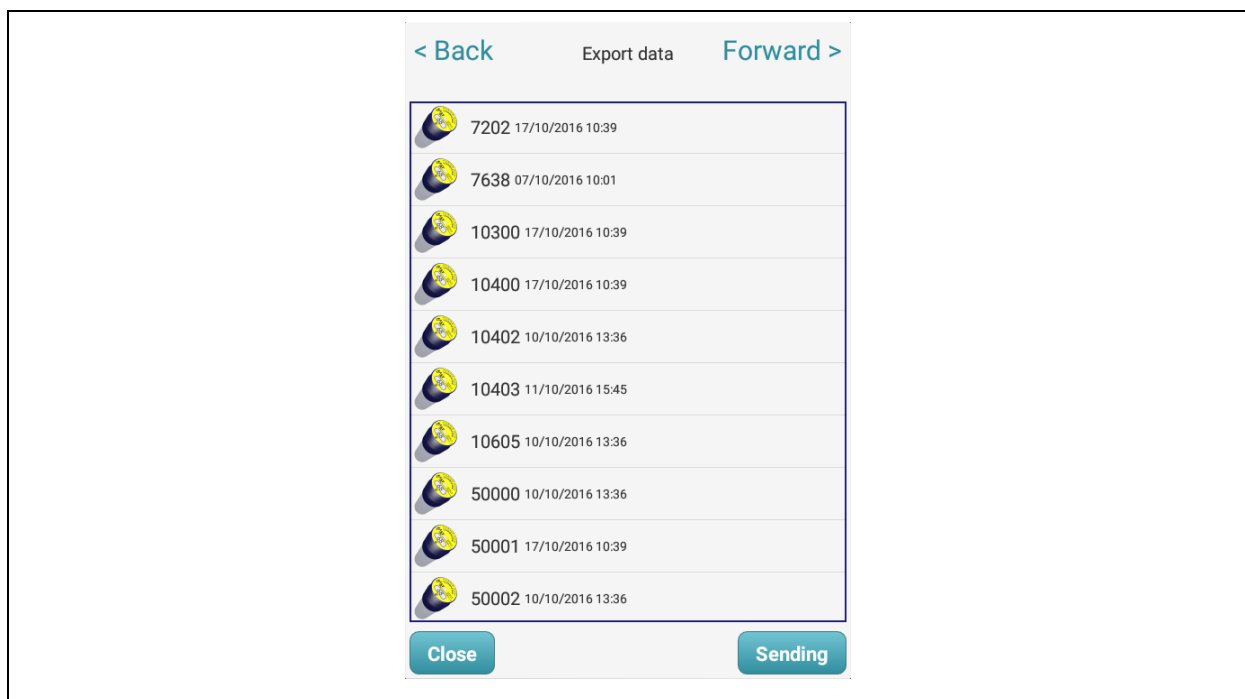 < Back Export data Forward >
7202 17/10/2016 10:39
7638 07/10/2016 10:01
10300 17/10/2016 10:39
10400 17/10/2016 10:39
10402 10/10/2016 13:36
10403 11/10/2016 15:45
10605 10/10/2016 13:36
50000 10/10/2016 13:36
50001 17/10/2016 10:39
50002 10/10/2016 13:36
Close Sending